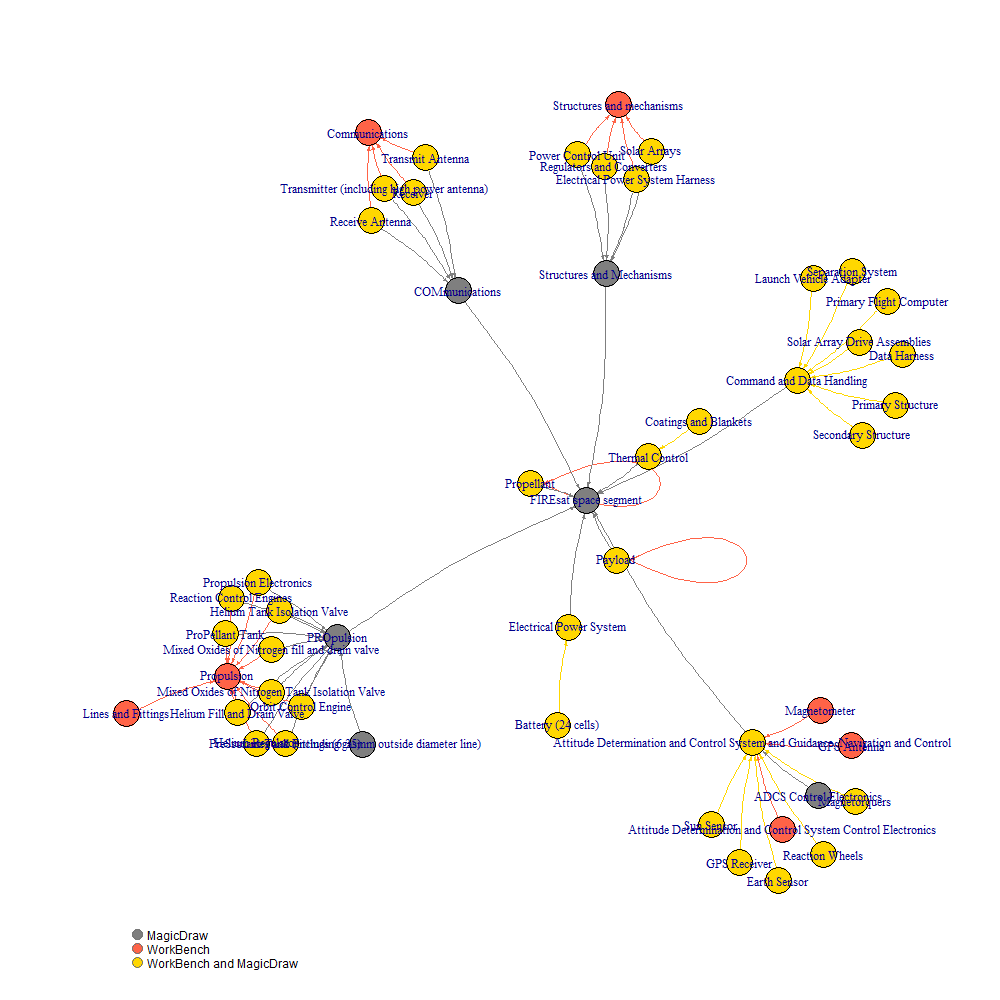 Structures and mechanisms
Communications
Solar Arrays
Power Control Unit
Transmit Antenna
Regulators and Converters
Electrical Power System Harness
Transmitter (including high power antenna)
Receiver
Receive Antenna
Separation System
Structures and Mechanisms
Launch Vehicle Adapter
COMmunications
Primary Flight Computer
Solar Array Drive Assemblies
Data Harness
Command and Data Handling
Primary Structure
Coatings and Blankets
Secondary Structure
Thermal Control
Propellant
FIREsat space segment
Payload
Propulsion Electronics
Reaction Control Engines
Helium Tank Isolation Valve
Electrical Power System
ProPellant Tank
PROpulsion
Mixed Oxides of Nitrogen fill and drain valve
Propulsion
Mixed Oxides of Nitrogen Tank Isolation Valve
Orbit Control Engine
Lines and Fittings
Helium Fill and Drain Valve
Magnetometer
Battery (24 cells)
outside diameter line)
Attitude Determination and Control System and Guidance, Navigation and Control
GPS Antenna
ADCS Control Electronics
Magnetorquers
Sun Sensor
Attitude Determination and Control System Control Electronics
Reaction Wheels
GPS Receiver
Earth Sensor
MagicDraw
WorkBench
WorkBench and MagicDraw